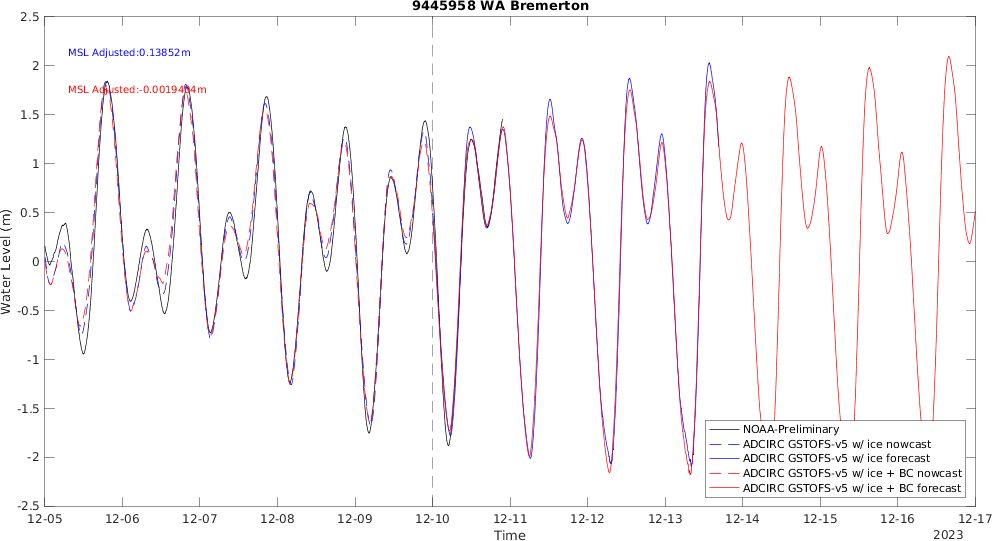 9445958 WA Bremerton
MSL Adjusted:0.13852m
Water Level (m)
2.5
2
1.5
1
0.5
0
-0.5
-1
-1.5
-2
-2.5
NOAA-Preliminary
ADCIRC GSTOFS-v5 w/ ice nowcast
ADCIRC GSTOFS-v5 w/ ice forecast
ADCIRC GSTOFS-v5 w/ ice + BC nowcast
ADCIRC GSTOFS-v5 w/ ice + BC forecast
12-05 12-06 12-07 12-08 12-09 12-10 12-11 12-12 12-13 12-14 12-15 12-16 12-17
Time
2023